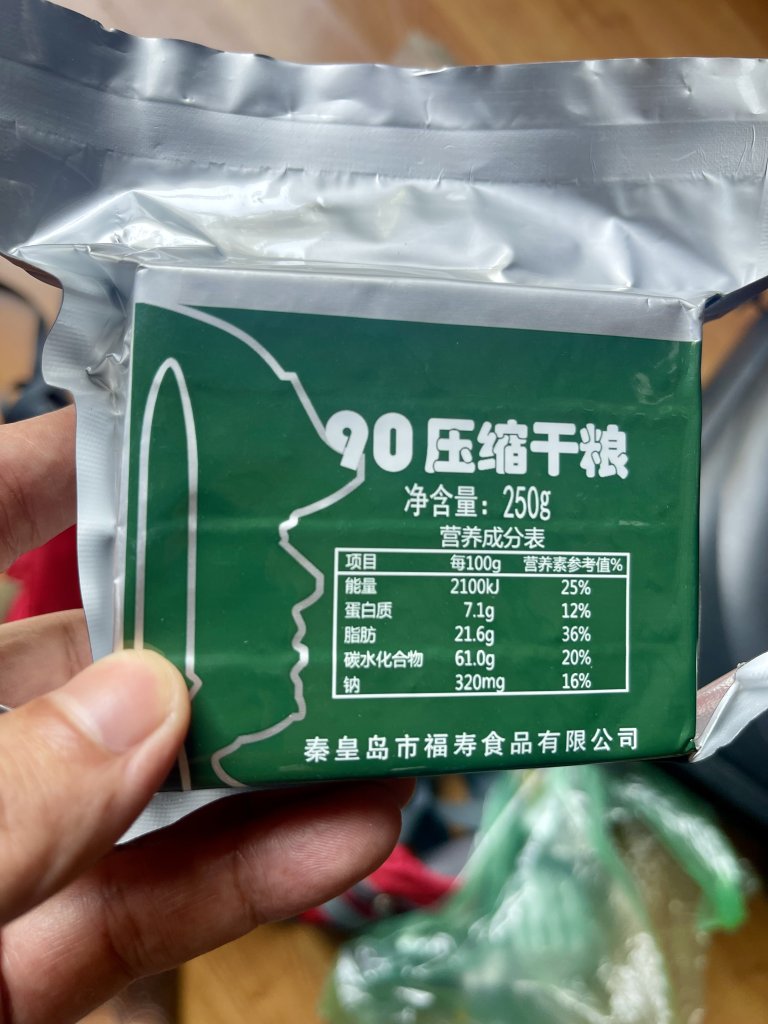 90压缩干粮
净含量：250g
营养成分表
项目 每100g 营养素参考值%
能量 2100kJ 25%
蛋白质 7.1g 12%
脂肪 21.6g 36%
碳水化合物 61.0g 20%
钠 320mg 16%
秦皇岛市福寿食品有限公司